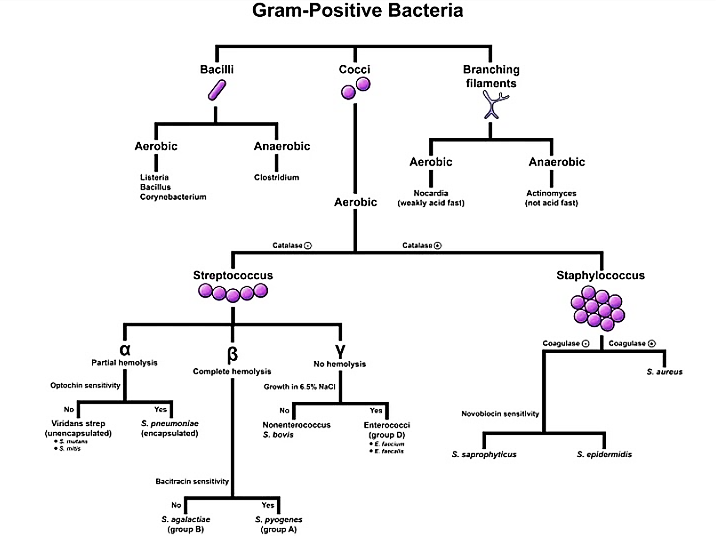 Gram-Positive Bacteria
Bacilli
Cocci
Branching
filaments
Aerobic
Anaerobic
Listeria
Bacillus
Corynebacterium
Clostridium
Aerobic
Anaerobic
Nocardia
(weakly acid fast)
Actinomyces
(not acid fast)
Aerobic
Catalase ⊖
Catalase ⊕
Streptococcus
Staphylococcus
α
Partial hemolysis
β
Complete hemolysis
γ
No hemolysis
Coagulase ⊖
Coagulase ⊕
S. aureus
Optochin sensitivity
No
Yes
Viridans strep
(unencapsulated)
• S. mutans
• S. mitis
S. pneumoniae
(encapsulated)
Growth in 6.5% NaCl
No
Yes
Nonenterococcus
S. bovis
Enterococci
(group D)
• E. faecium
• E. faecalis
Novobiocin sensitivity
S. saprophyticus
S. epidermidis
Bacitracin sensitivity
No
Yes
S. agalactiae
(group B)
S. pyogenes
(group A)